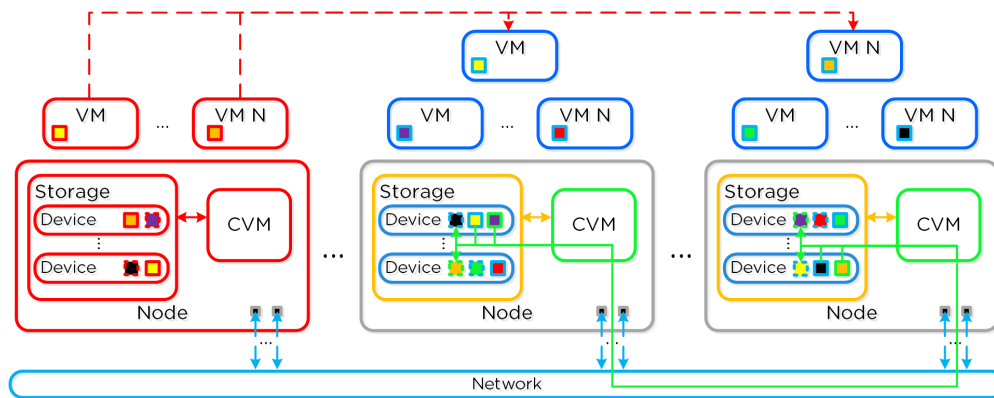 VM
VM N
VM
...
VM N
VM
...
VM N
VM
...
VM N
Storage
Device
...
Device
CVM
Node
...
...
Storage
Device
...
Device
CVM
Node
...
...
Storage
Device
...
Device
CVM
Node
...
Network